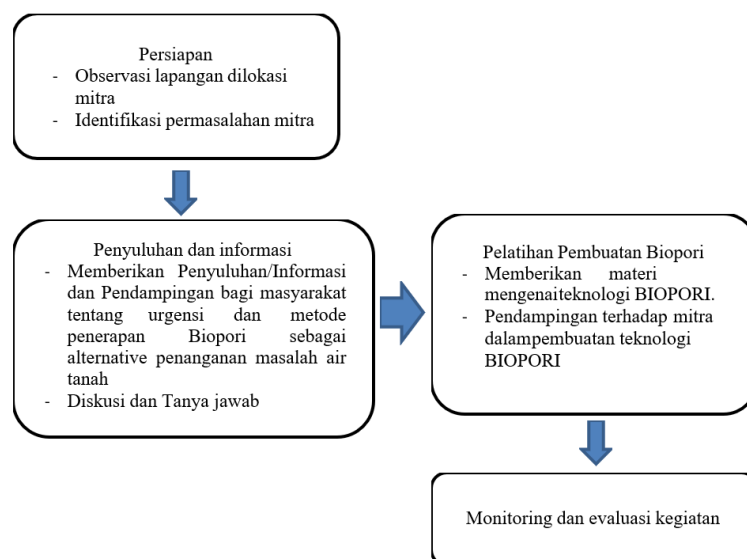 Persiapan
- Observasi lapangan dilokasi
mitra
- Identifikasi permasalahan mitra
Penyuluhan dan informasi
- Memberikan Penyuluhan/Informasi
dan Pendampingan bagi masyarakat
tentang urgensi dan metode
penerapan Biopori sebagai
alternative penanganan masalah air
tanah
- Diskusi dan Tanya jawab
Pelatihan Pembuatan Biopori
- Memberikan materi
mengenaiteknologi BIOPORI.
- Pendampingan terhadap mitra
dalampembuatan teknologi
BIOPORI
Monitoring dan evaluasi kegiatan